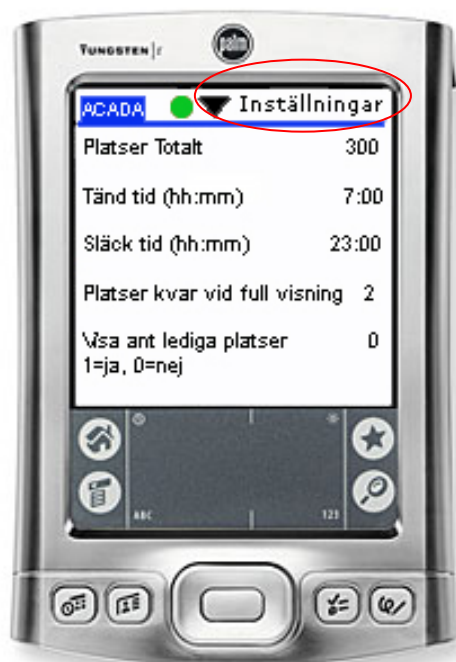 TUNGSTEN|E
palm
ACADA Inställningar
Platser Totalt 300
Tänd tid (hh:mm) 7:00
Släck tid (hh:mm) 23:00
Platser kvar vid full visning 2
Visa ant lediga platser 0
1=ja, 0=nej
ABC 123